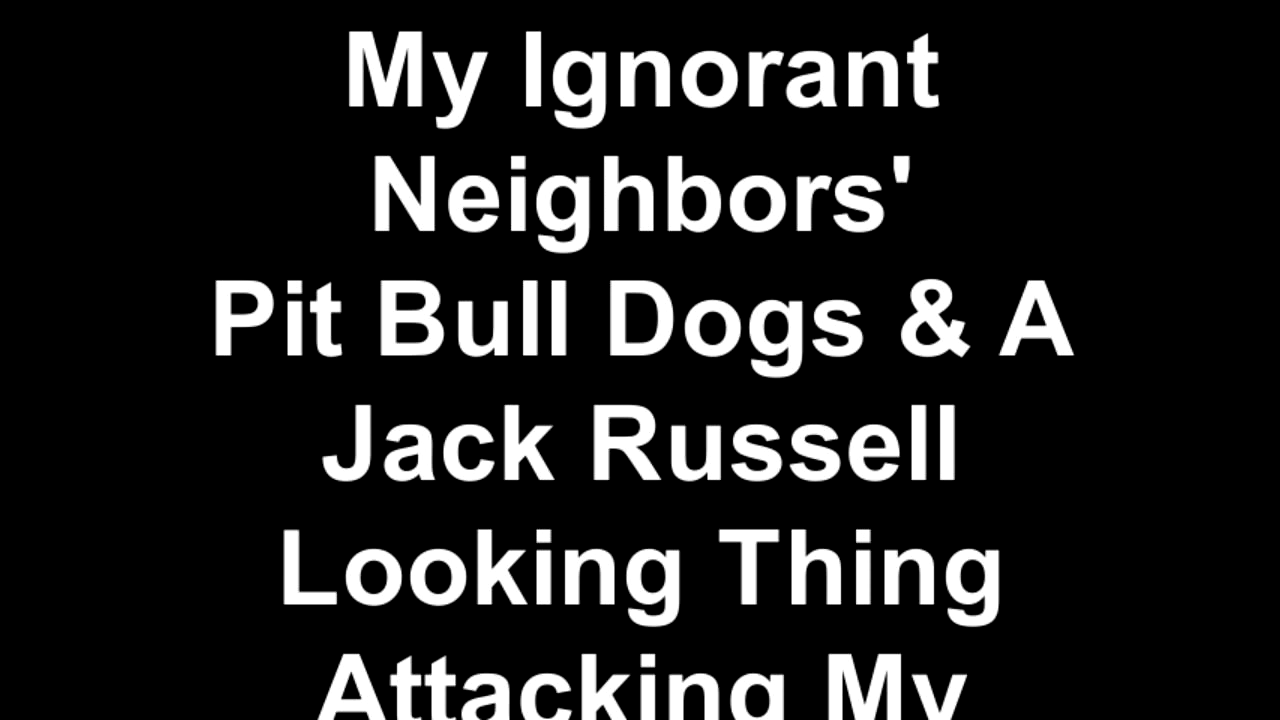 My Ignorant
Neighbors'
Pit Bull Dogs & A
Jack Russell
Looking Thing
Attacking My